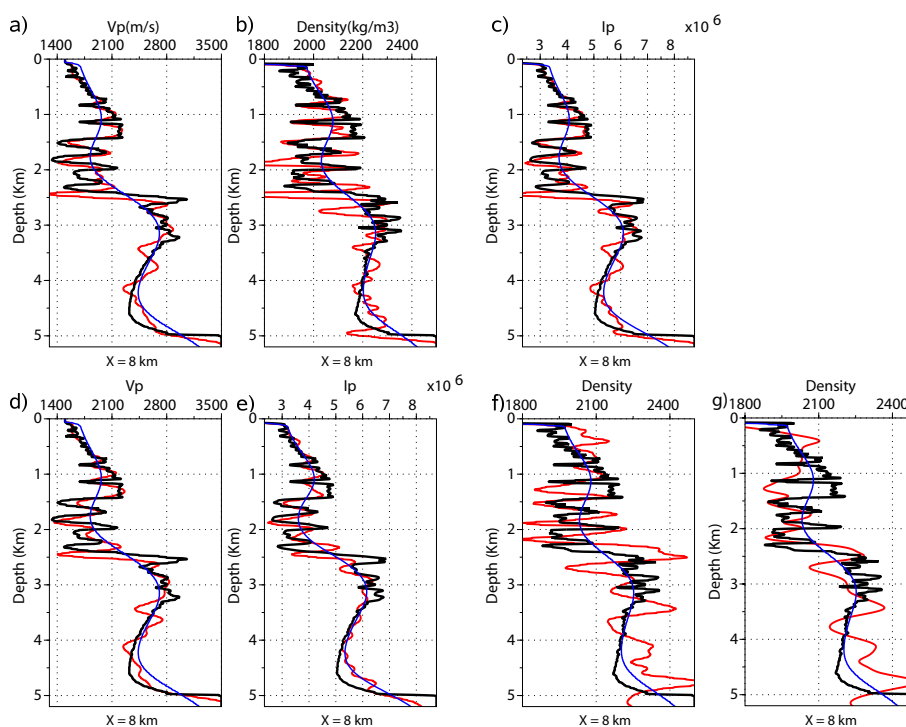 a) Vp(m/s) b) Density(kg/m3) c) Ip x10 6
1400 2100 2800 3500 1800 2000 2200 2400 3 4 5 6 7 8
0 0 0
1 1 1
2 2 2
Depth (Km) Depth (Km) Depth (Km)
3 3 3
4 4 4
5 5 5
X = 8 km X = 8 km X = 8 km
d) Vp e) Ip x10 6 f) Density g) Density
1400 2100 2800 3500 3 4 5 6 7 8 1800 2100 2400 1800 2100 2400
0 0 0 0
1 1 1 1
2 2 2 2
Depth (Km) Depth (Km) Depth (Km) Depth (Km)
3 3 3 3
4 4 4 4
5 5 5 5
X = 8 km X = 8 km X = 8 km X = 8 km